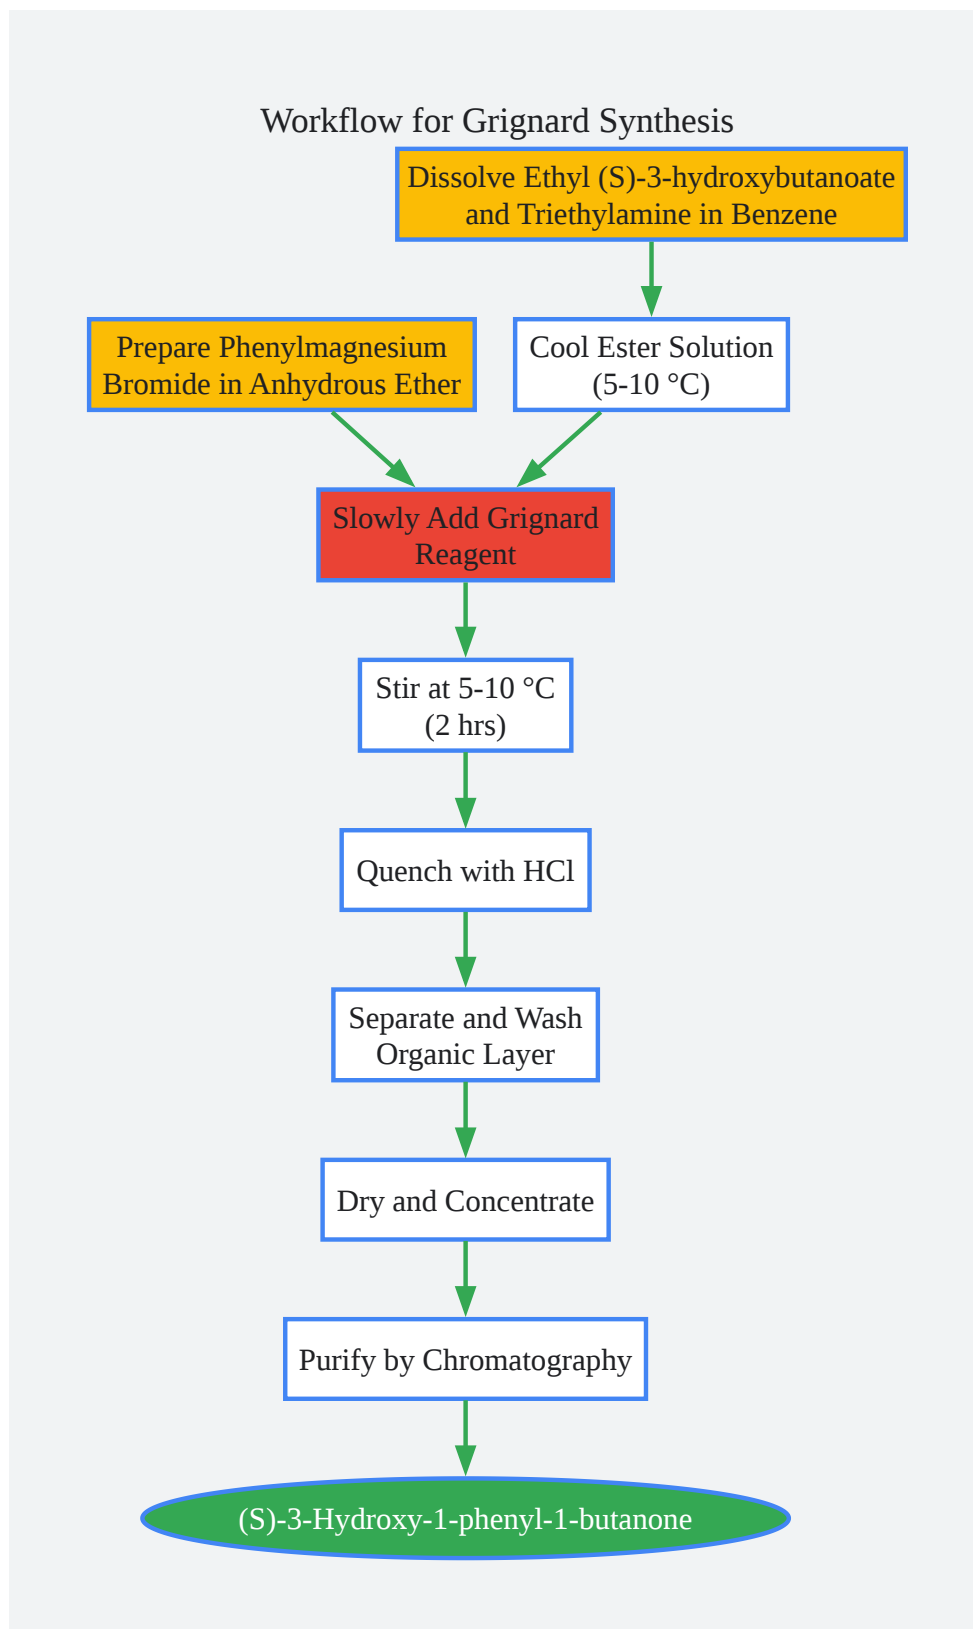 Workflow for Grignard Synthesis
Dissolve Ethyl (S)-3-hydroxybutanoate
and Triethylamine in Benzene
Prepare Phenylmagnesium
Bromide in Anhydrous Ether
Cool Ester Solution
(5-10 °C)
Slowly Add Grignard
Reagent
Stir at 5-10 °C
(2 hrs)
Quench with HCl
Separate and Wash
Organic Layer
Dry and Concentrate
Purify by Chromatography
(S)-3-Hydroxy-1-phenyl-1-butanone